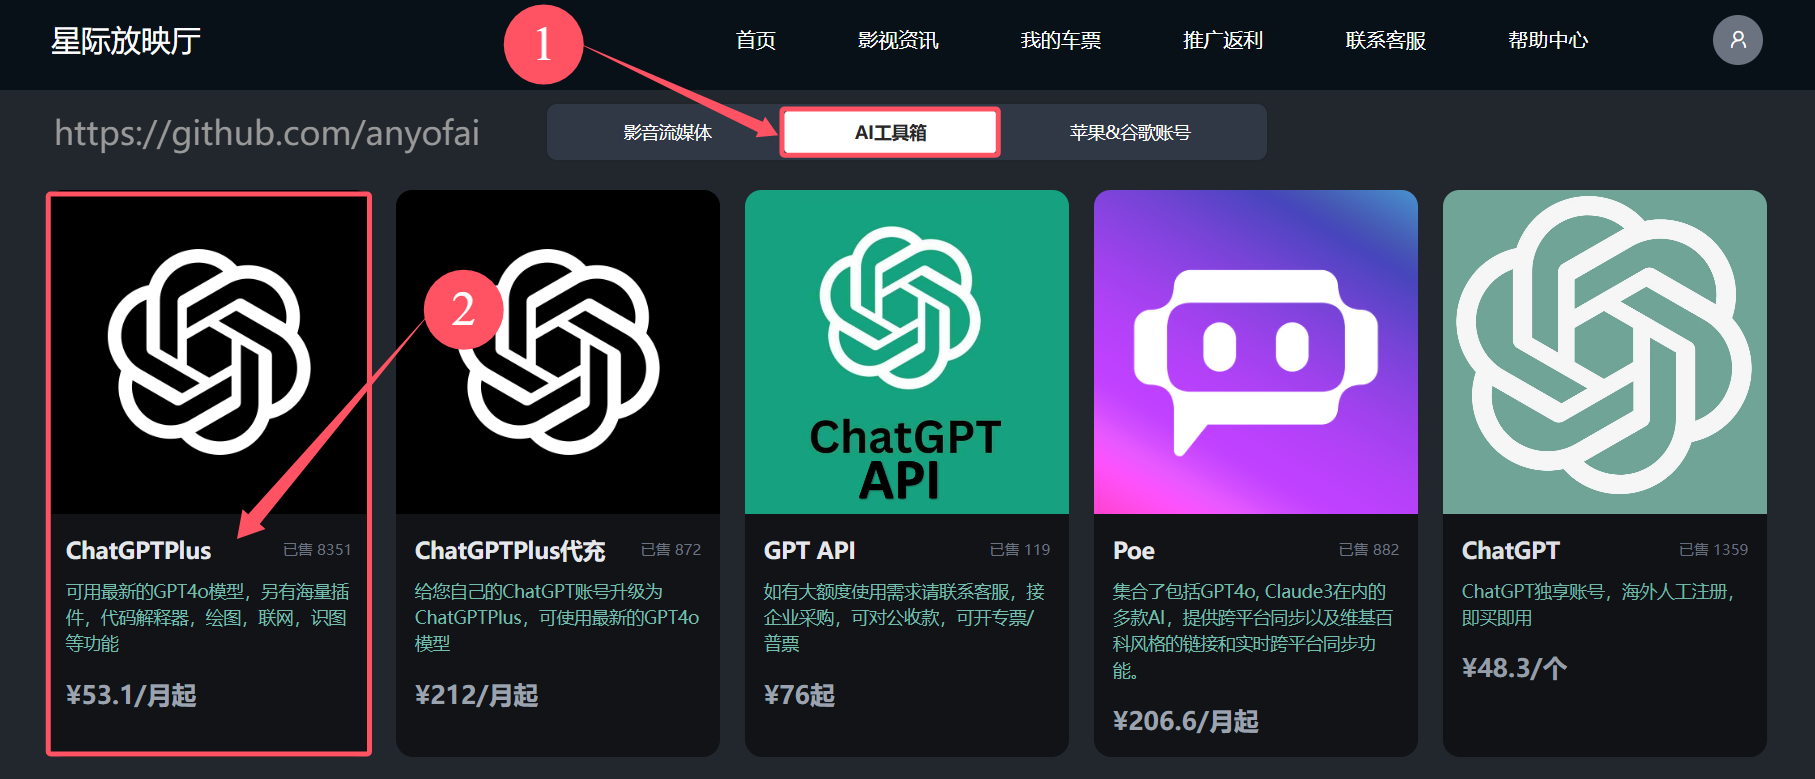 星际放映厅
首页
影视资讯
我的车票
推广返利
联系客服
帮助中心
1
https://github.com/anyofai
影音流媒体
AI工具箱
苹果&谷歌账号
2
ChatGPT
API
ChatGPTPlus
已售 8351
可用最新的GPT4o模型，另有海量插
件，代码解释器，绘图，联网，识图
等功能
¥53.1/月起
ChatGPTPlus代充
已售 872
给您自己的ChatGPT账号升级为
ChatGPTPlus，可使用最新的GPT4o
模型
¥212/月起
GPT API
已售 119
如有大额度使用需求请联系客服，接
企业采购，可对公收款，可开专票/
普票
¥76起
Poe
已售 882
集合了包括GPT4o, Claude3在内的
多款AI，提供跨平台同步以及维基百
科风格的链接和实时跨平台同步功
能。
¥206.6/月起
ChatGPT
已售 1359
ChatGPT独享账号，海外人工注册，
即买即用
¥48.3/个